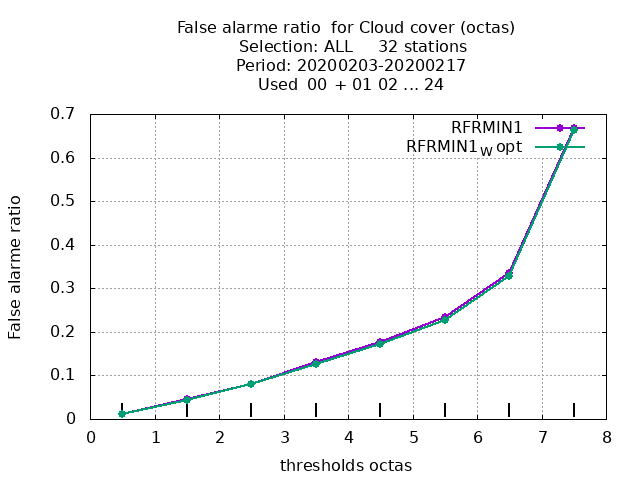 False alarme ratio  for Cloud cover (octas)
Selection: ALL     32 stations
Period: 20200203-20200217
Used  00  + 01 02 ... 24
RFRMIN1
RFRMIN1W opt
False alarme ratio
0.7
0.6
0.5
0.4
0.3
0.2
0.1
0
0 1 2 3 4 5 6 7 8
thresholds octas